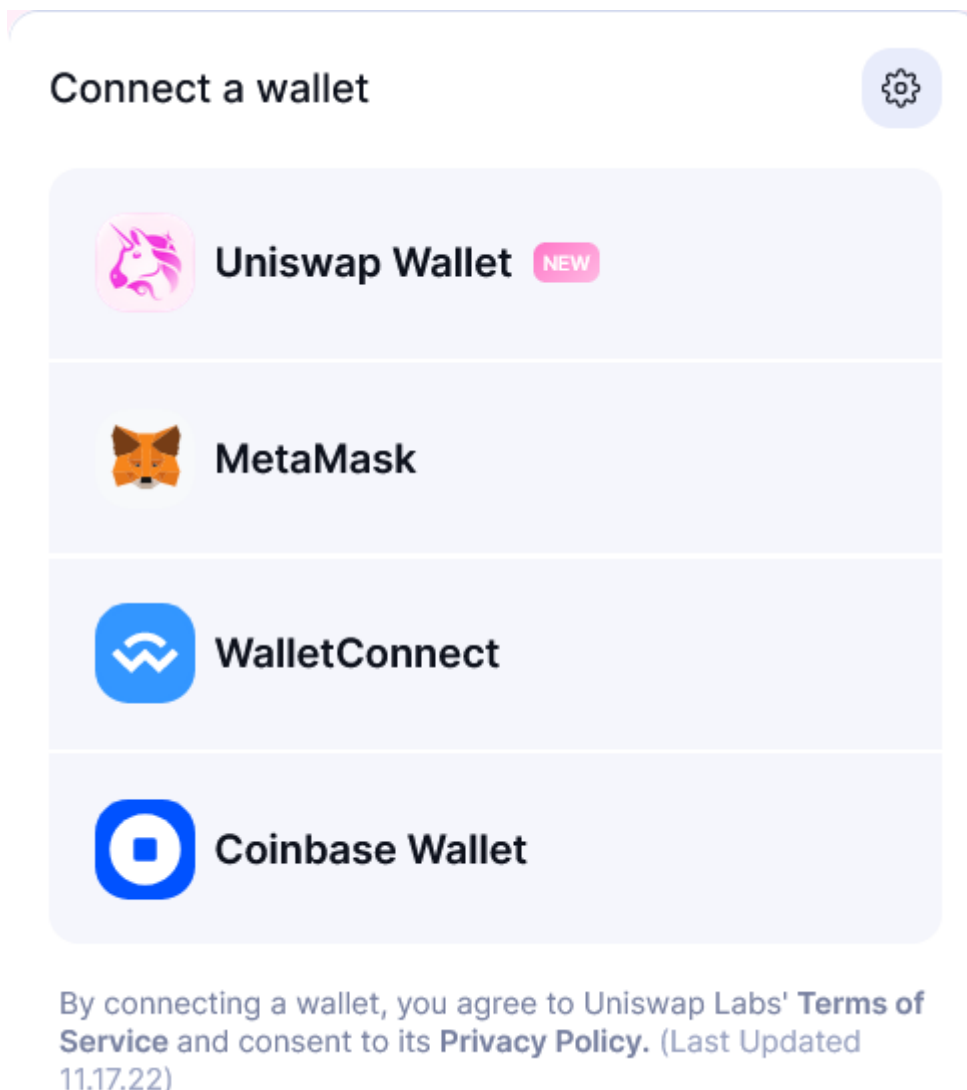 Connect a wallet
Uniswap Wallet NEW
MetaMask
WalletConnect
Coinbase Wallet
By connecting a wallet, you agree to Uniswap Labs' Terms of
Service and consent to its Privacy Policy. (Last Updated
11.17.22)